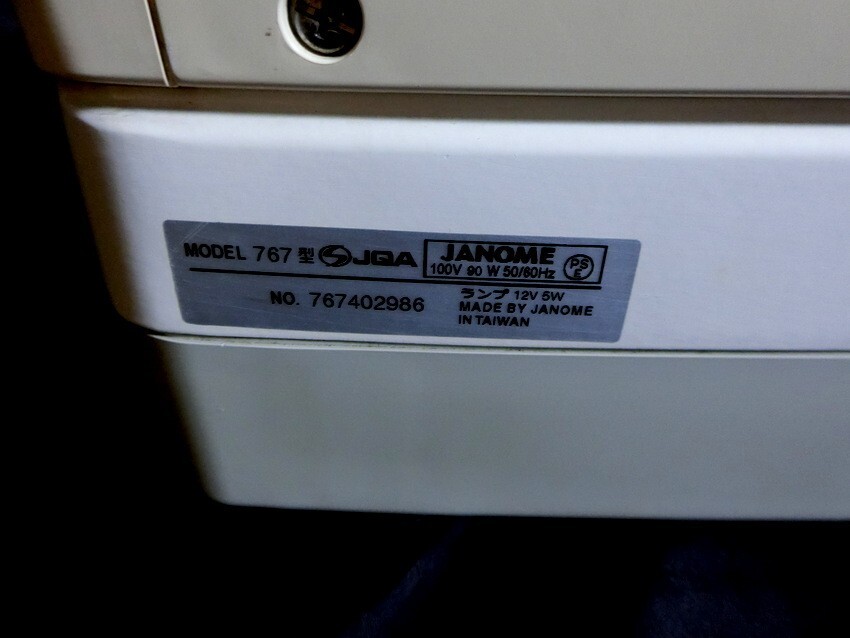 MODEL 767 型 JQA JANOME
100V 90 W 50/60Hz PSE
NO. 767402986
ランプ 12V 5W
MADE BY JANOME
IN TAIWAN